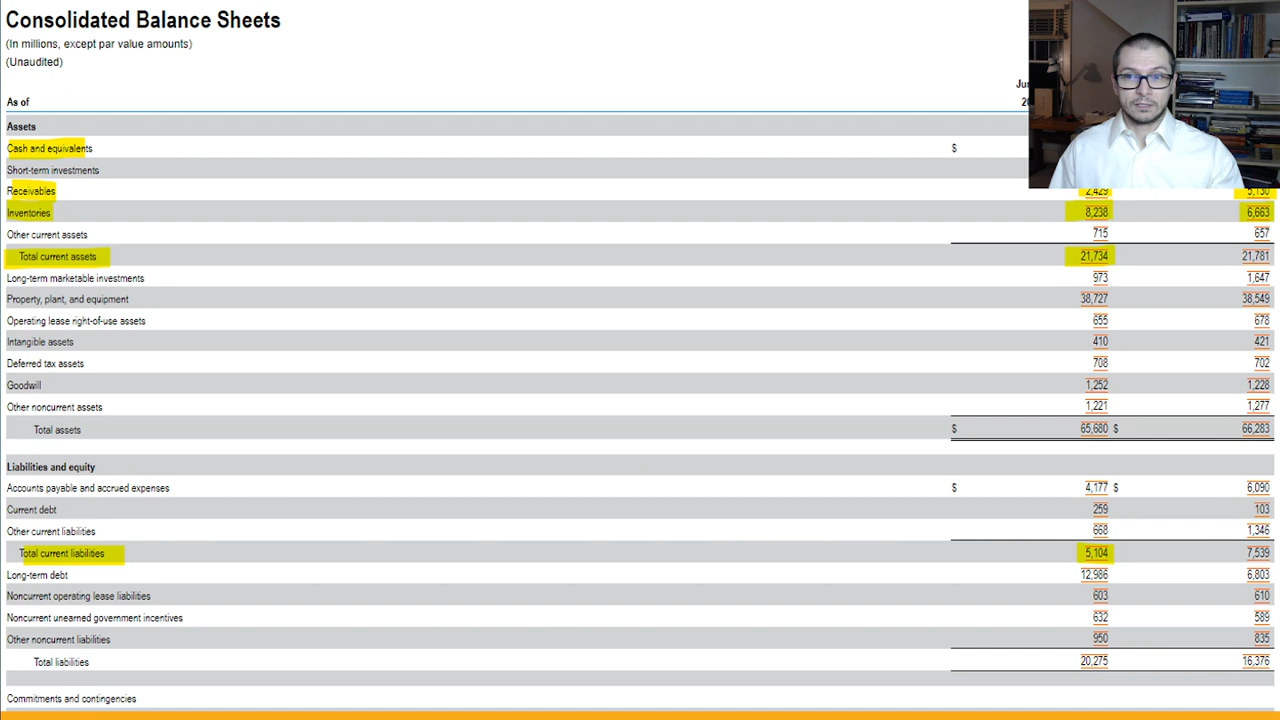 Consolidated Balance Sheets
(In millions, except par value amounts)
(Unaudited)
As of
Assets
Cash and equivalents $
Short-term investments
Receivables 2,429 5,130
Inventories 8,238 6,663
Other current assets 715 657
Total current assets 21,734 21,781
Long-term marketable investments 973 1,647
Property, plant, and equipment 38,727 38,549
Operating lease right-of-use assets 655 678
Intangible assets 410 421
Deferred tax assets 708 702
Goodwill 1,252 1,228
Other noncurrent assets 1,221 1,277
Total assets $ 65,680 $ 66,283
Liabilities and equity
Accounts payable and accrued expenses $ 4,177 $ 6,090
Current debt 259 103
Other current liabilities 668 1,346
Total current liabilities 5,104 7,539
Long-term debt 12,986 6,803
Noncurrent operating lease liabilities 603 610
Noncurrent unearned government incentives 632 589
Other noncurrent liabilities 950 835
Total liabilities 20,275 16,376
Commitments and contingencies